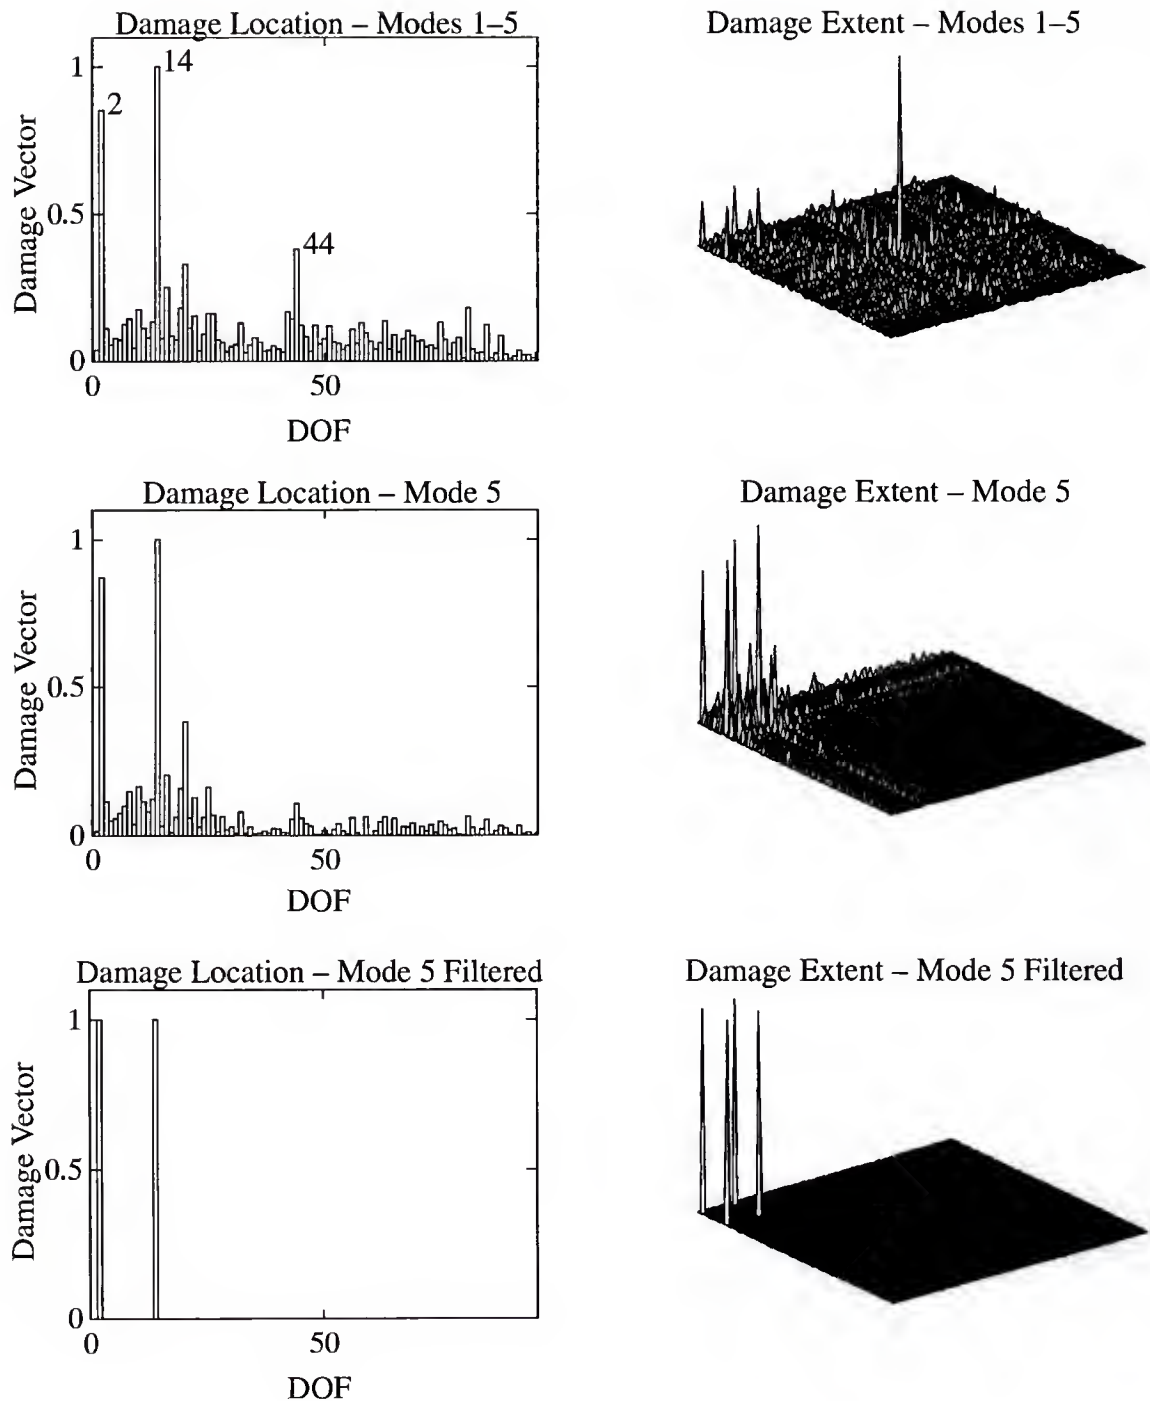 Damage Location – Modes 1–5
Damage Extent – Modes 1–5
1
14
2
Damage Vector
0.5
44
0
0
50
DOF
Damage Location – Mode 5
Damage Extent – Mode 5
1
Damage Vector
0.5
0
0
50
DOF
Damage Location – Mode 5 Filtered
Damage Extent – Mode 5 Filtered
1
Damage Vector
0.5
0
0
50
DOF